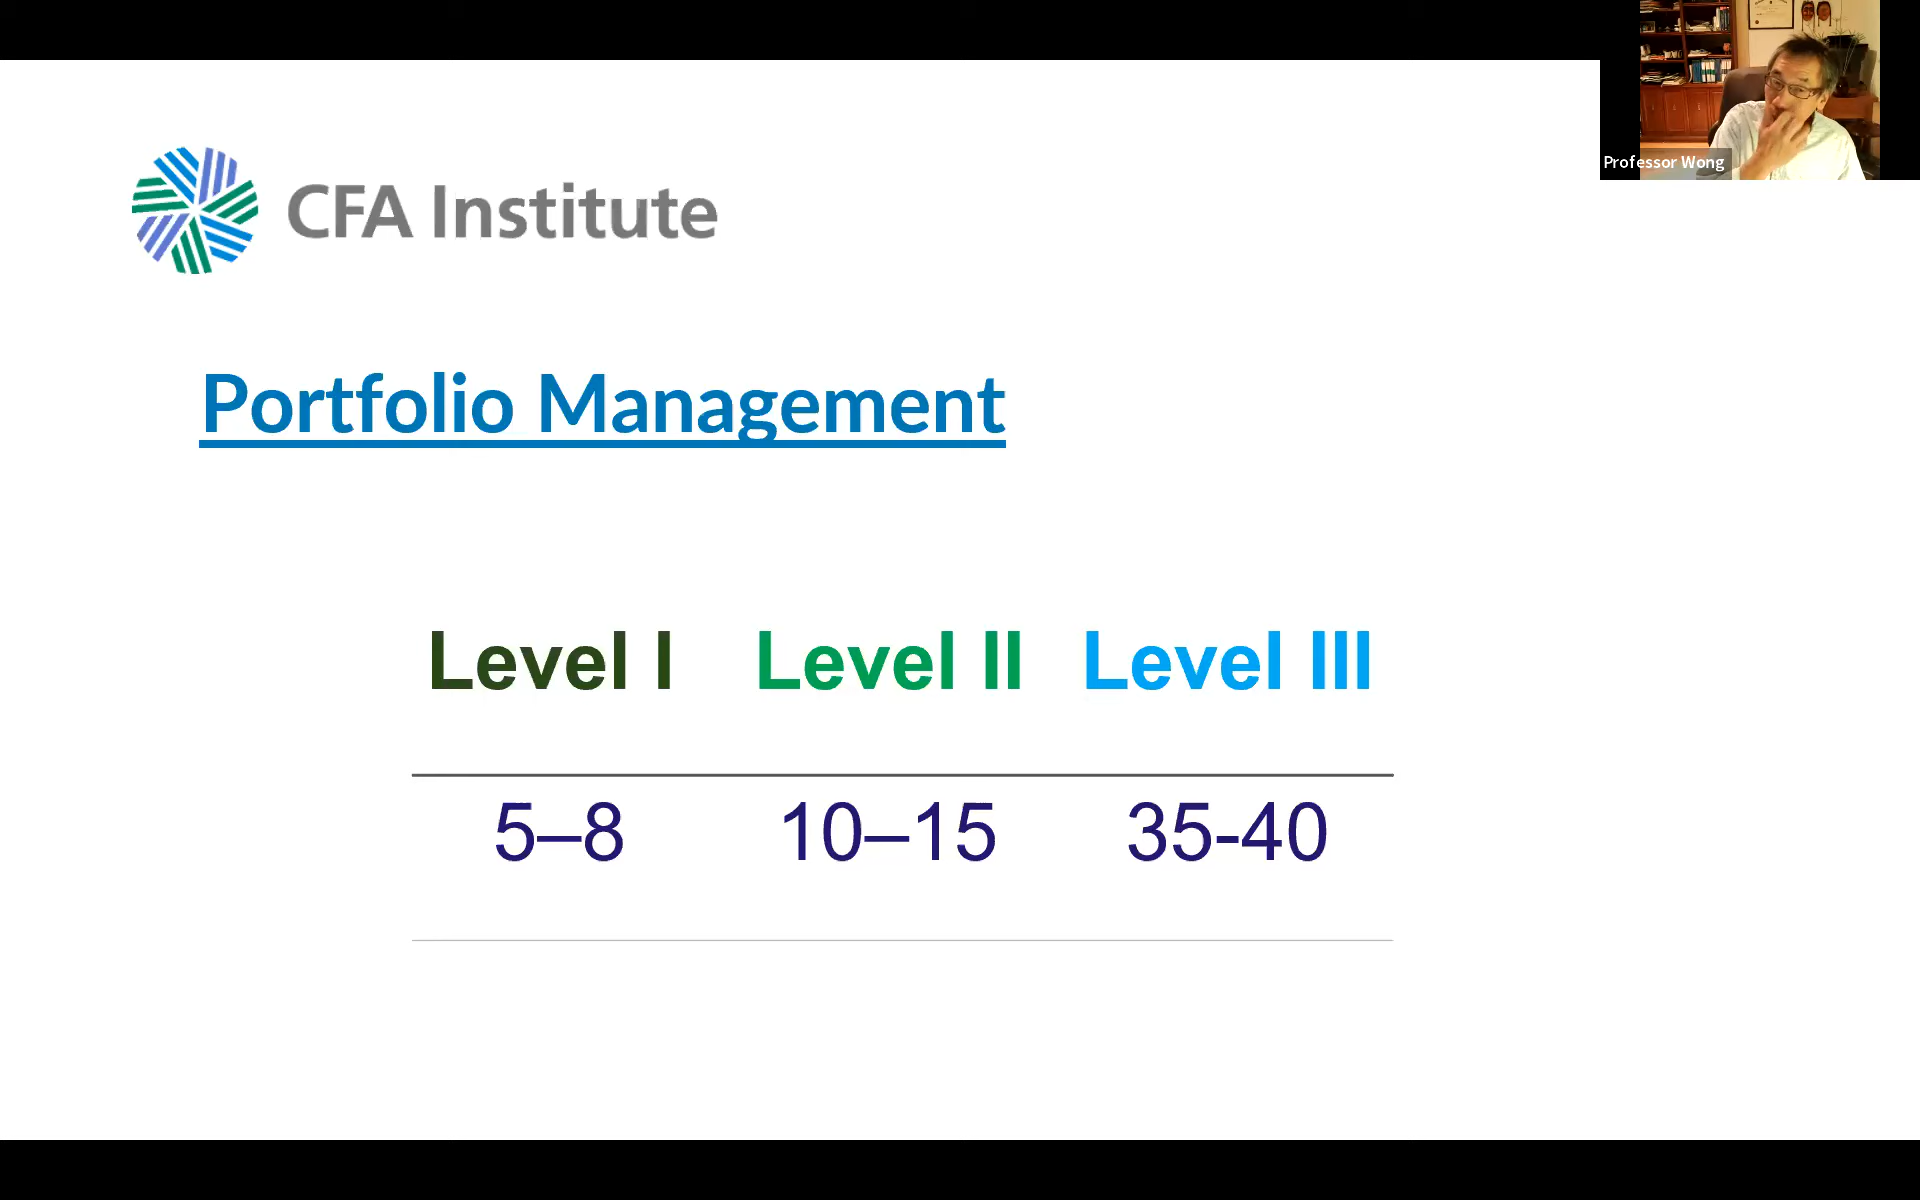 Professor Wong
CFA Institute
Portfolio Management
Level I Level II Level III
5–8 10–15 35-40